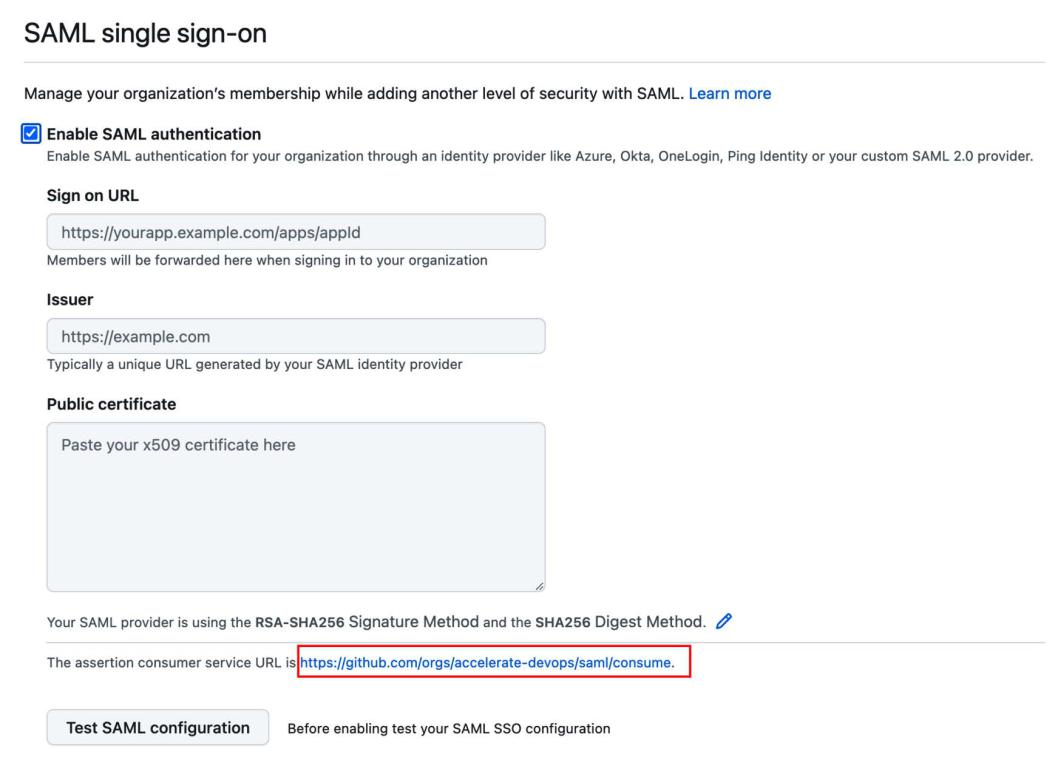 SAML single sign-on
Manage your organization's membership while adding another level of security with SAML. Learn more
Enable SAML authentication
Enable SAML authentication for your organization through an identity provider like Azure, Okta, OneLogin, Ping Identity or your custom SAML 2.0 provider.
Sign on URL
https://yourapp.example.com/apps/appId
Members will be forwarded here when signing in to your organization
Issuer
https://example.com
Typically a unique URL generated by your SAML identity provider
Public certificate
Paste your x509 certificate here
Your SAML provider is using the RSA-SHA256 Signature Method and the SHA256 Digest Method.
The assertion consumer service URL is https://github.com/orgs/accelerate-devops/saml/consume.
Test SAML configuration Before enabling test your SAML SSO configuration